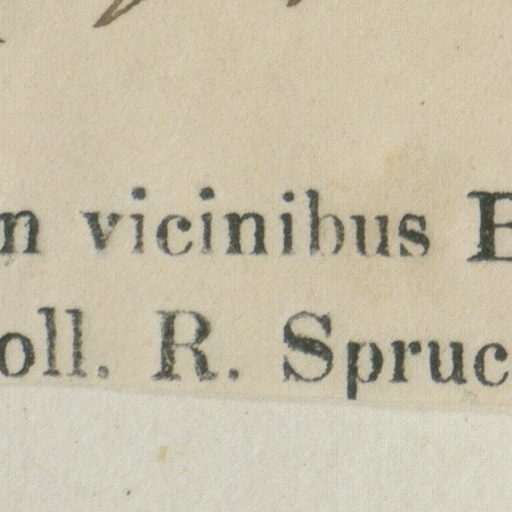 n vicinibus
oll. R. Spruc